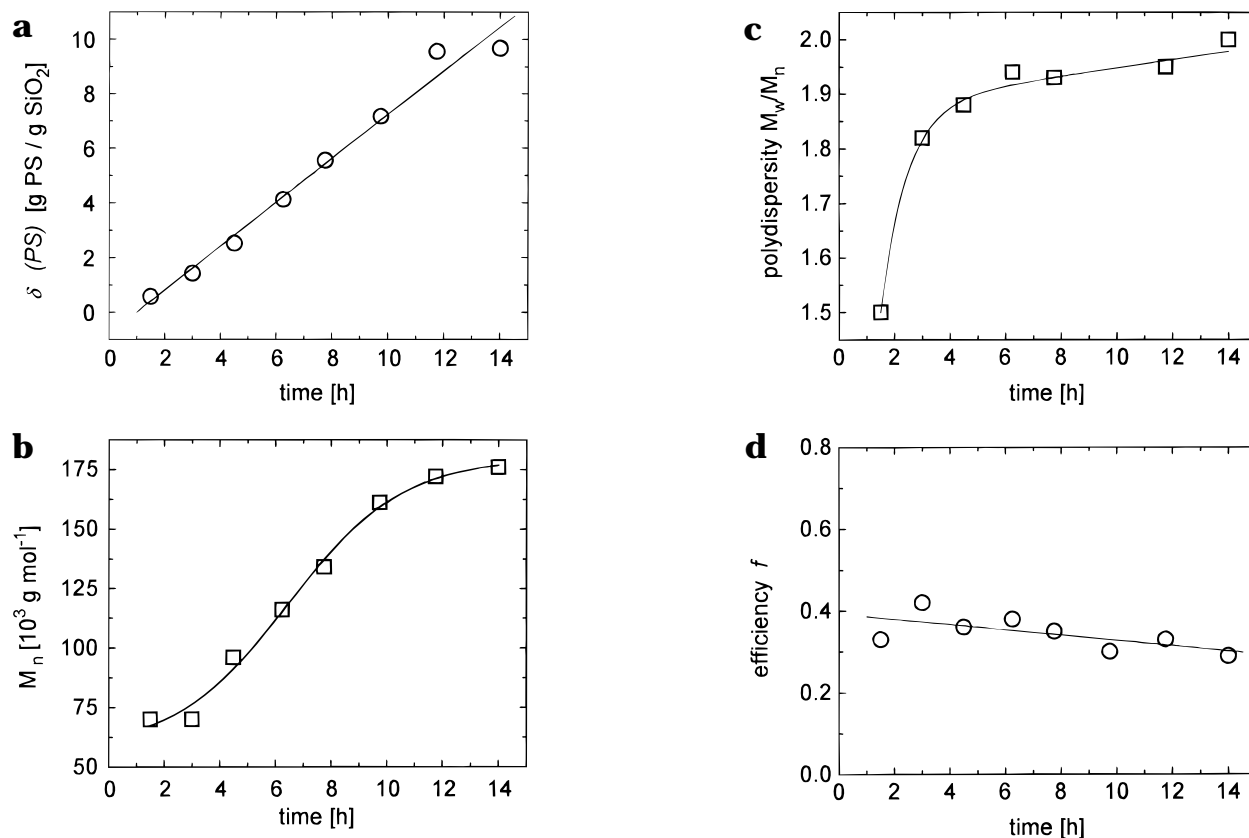 a
δ (PS) [g PS / g SiO2]
10
8
6
4
2
0
0 2 4 6 8 10 12 14
time [h]
b
Mn [10³ g mol⁻¹]
175
150
125
100
75
50
0 2 4 6 8 10 12 14
time [h]
c
polydispersity Mw/Mn
2.0
1.9
1.8
1.7
1.6
1.5
0 2 4 6 8 10 12 14
time [h]
d
efficiency f
0.8
0.6
0.4
0.2
0.0
0 2 4 6 8 10 12 14
time [h]